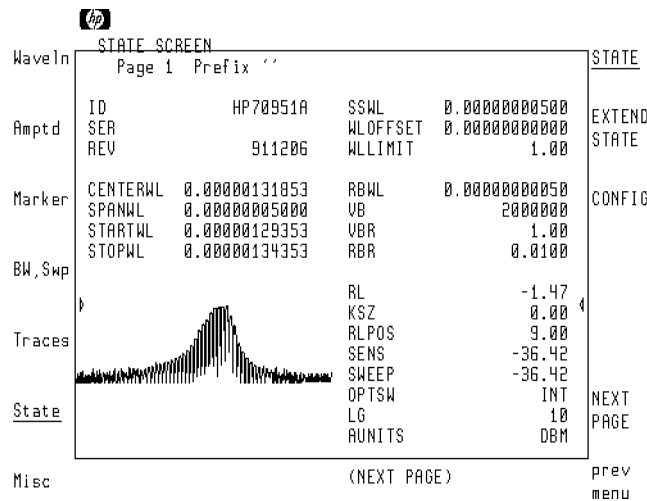 hp
STATE SCREEN
Page 1 Prefix ''
Waveln
Amptd
Marker
BW,Swp
Traces
State
Misc
ID HP70951A
SER
REV 911206
CENTERWL 0.00000131853
SPANWL 0.00000005000
STARTWL 0.00000129353
STOPWL 0.00000134353
SSWL 0.00000000500
WLOFFSET 0.00000000000
WLLIMIT 1.00
RBWL 0.00000000050
VB 2000000
VBR 1.00
RBR 0.0100
RL -1.47
KSZ 0.00
RLPOS 9.00
SENS -36.42
SWEEP -36.42
OPTSW INT
LG 10
AUNITS DBM
(NEXT PAGE)
STATE
EXTEND
STATE
CONFIG
NEXT
PAGE
prev
menu